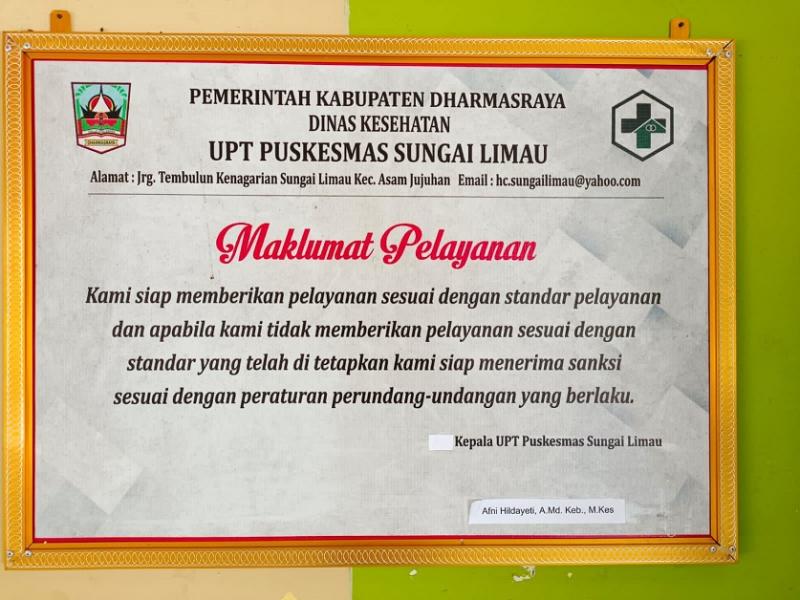 PEMERINTAH KABUPATEN DHARMASRAYA
DINAS KESEHATAN
UPT PUSKESMAS SUNGAI LIMAU
Alamat : Jrg. Tembulun Kenagarian Sungai Limau Kec. Asam Jujuhan Email : hc.sungailimau@yahoo.com
DHARMASRAYA
Maklumat Pelayanan
Kami siap memberikan pelayanan sesuai dengan standar pelayanan
dan apabila kami tidak memberikan pelayanan sesuai dengan
standar yang telah di tetapkan kami siap menerima sanksi
sesuai dengan peraturan perundang-undangan yang berlaku.
Kepala UPT Puskesmas Sungai Limau
Afni Hildayeti, A.Md. Keb., M.Kes